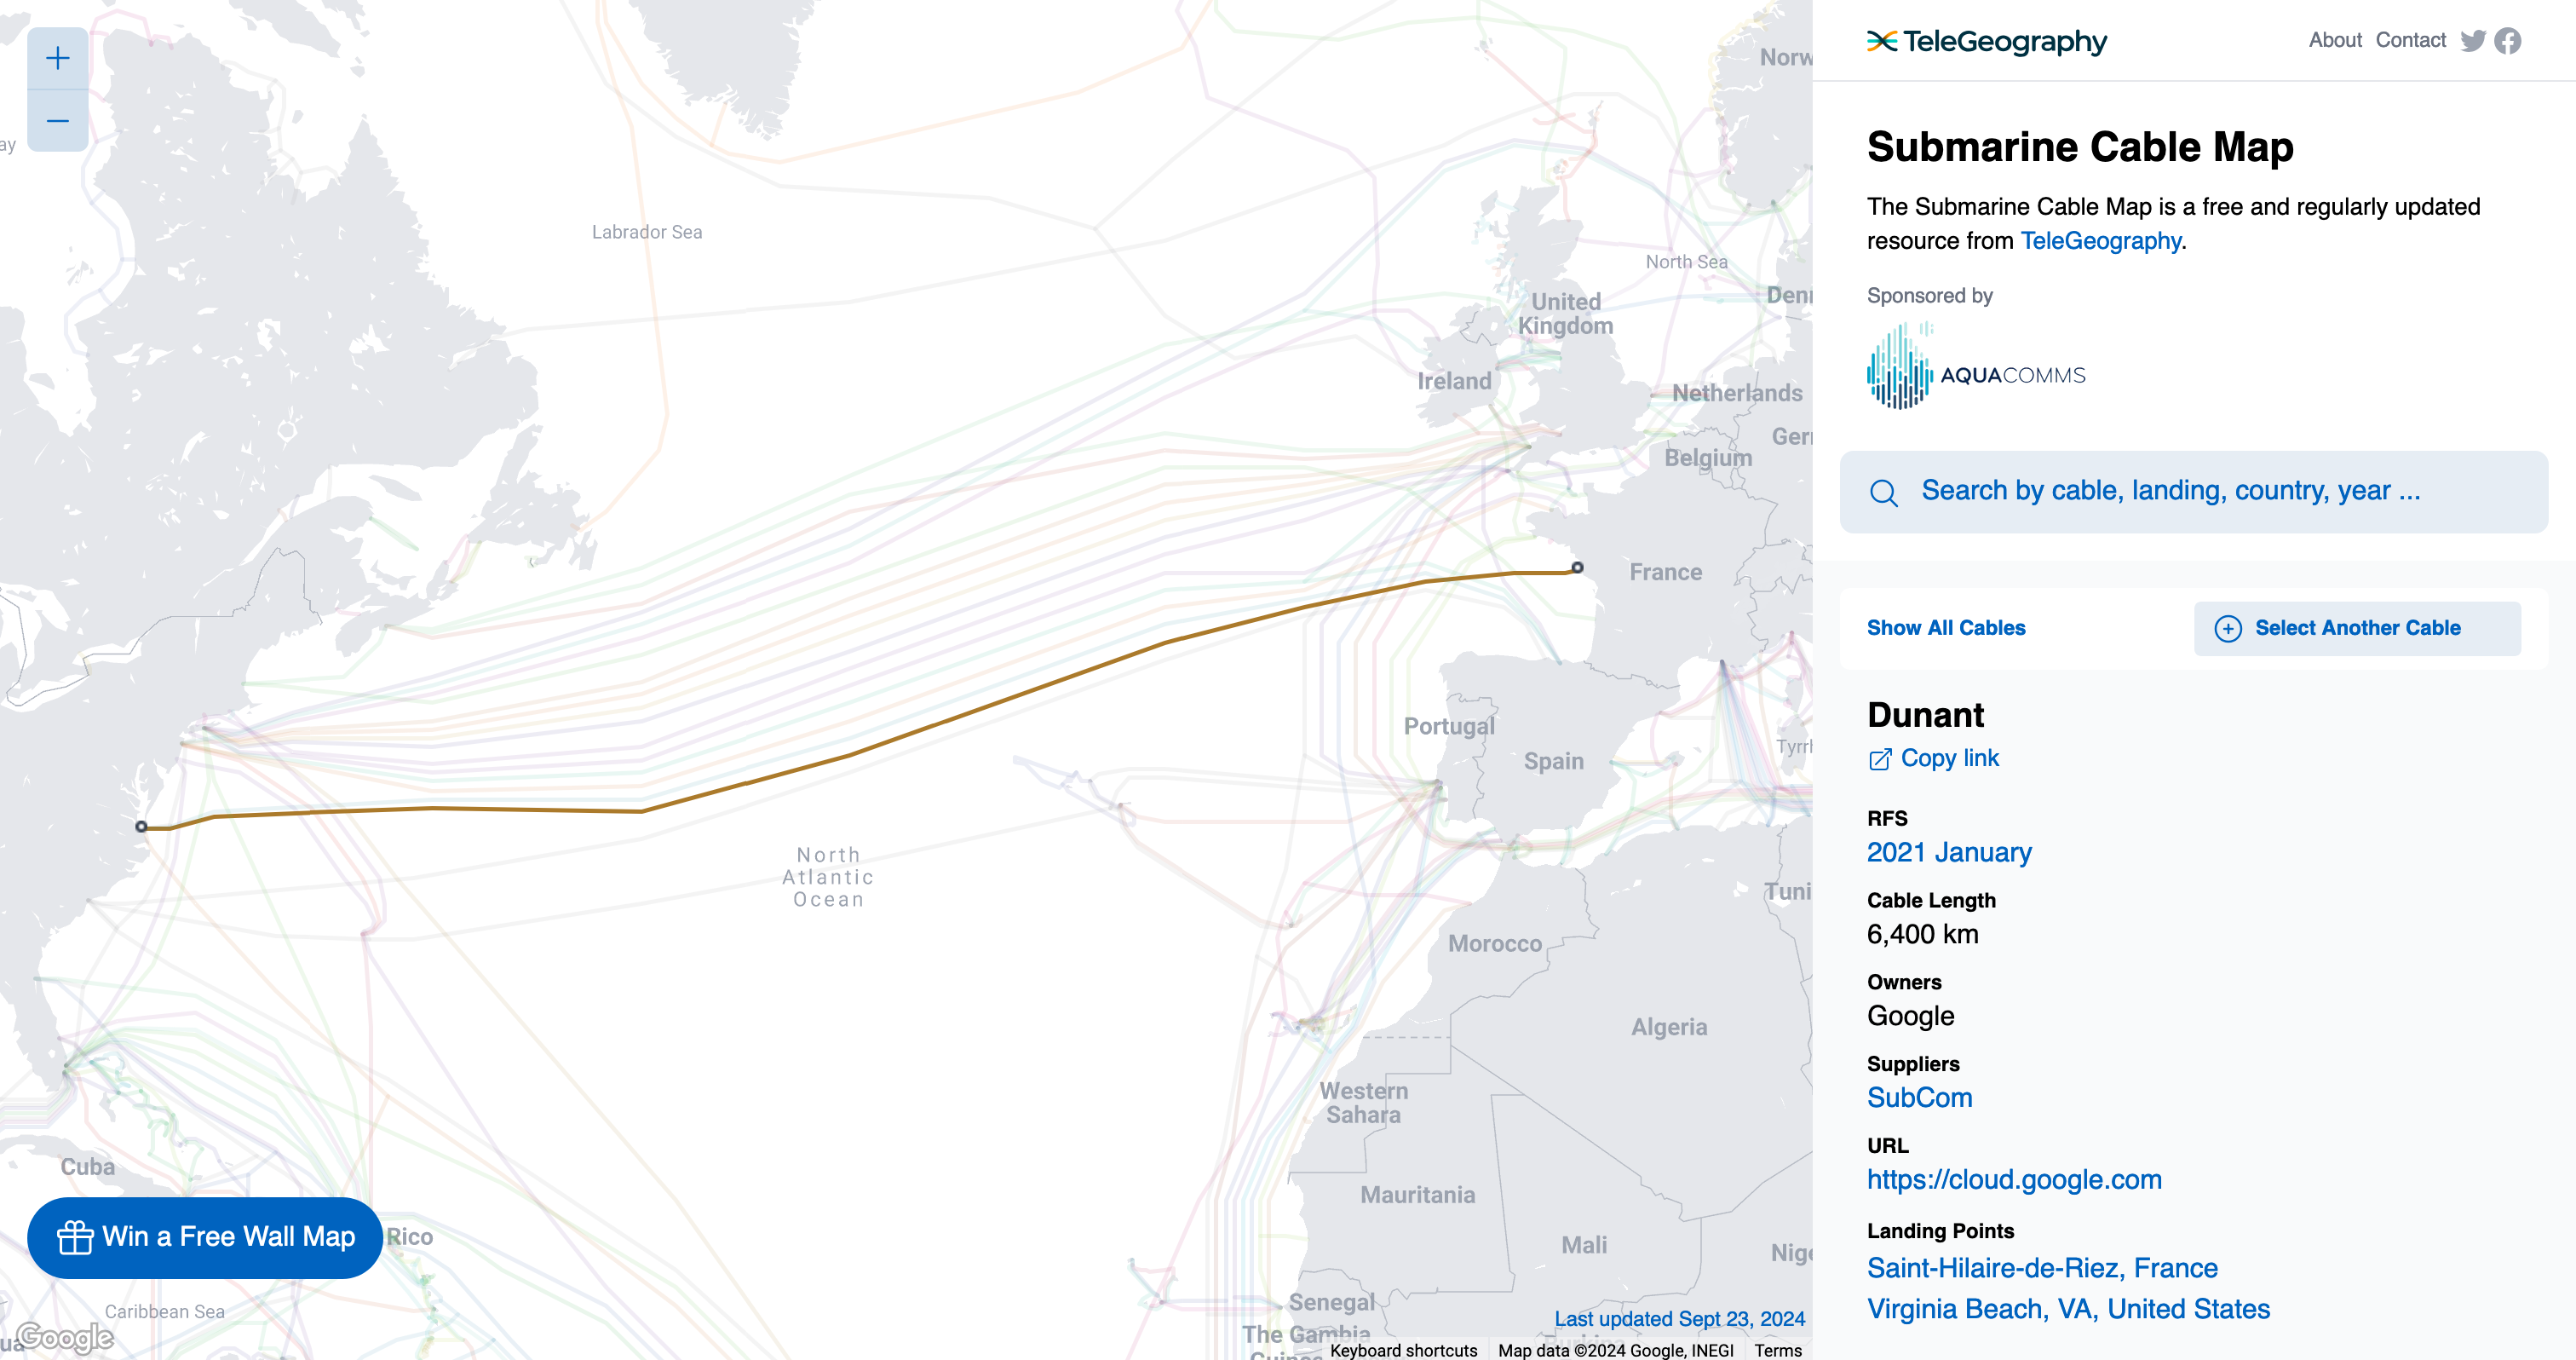 Norw
TeleGeography
About Contact
+
−
ay
Submarine Cable Map
The Submarine Cable Map is a free and regularly updated
resource from TeleGeography.
Labrador Sea
North Sea
Sponsored by
Denr
United
Kingdom
AQUACOMMS
Ireland
Netherlands
Gerr
Belgium
Search by cable, landing, country, year ...
France
Show All Cables
Select Another Cable
Dunant
Copy link
Portugal
Spain
Tyrrh
RFS
2021 January
North
Atlantic
Ocean
Tuni
Cable Length
6,400 km
Morocco
Owners
Google
Algeria
Suppliers
SubCom
Western
Sahara
URL
https://cloud.google.com
Cuba
Mauritania
Win a Free Wall Map
Rico
Mali
Nige
Landing Points
Saint-Hilaire-de-Riez, France
Virginia Beach, VA, United States
Caribbean Sea
Senegal
Last updated Sept 23, 2024
Google
The Gambia
Keyboard shortcuts
Map data ©2024 Google, INEGI
Terms